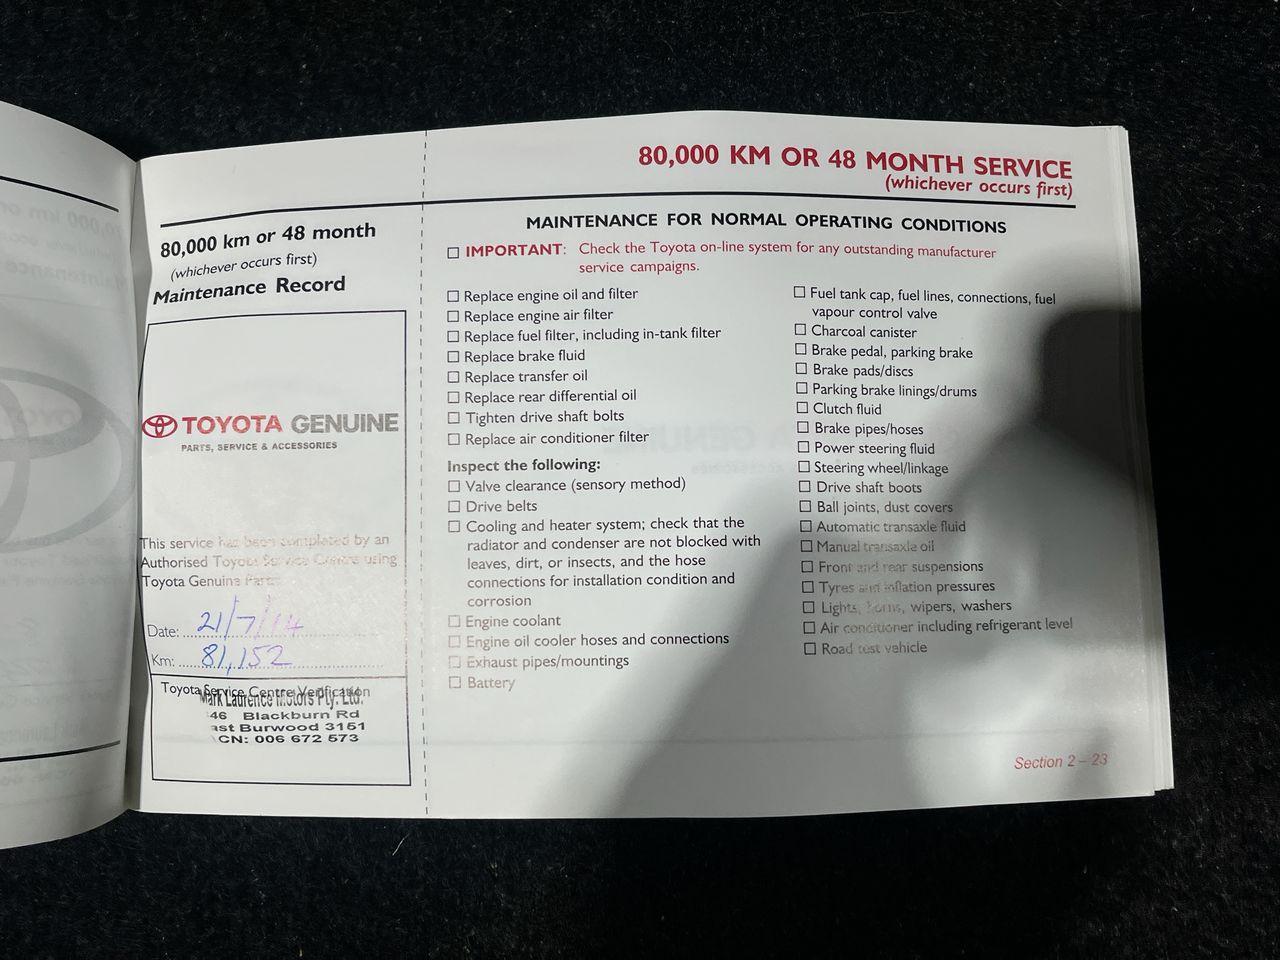 80,000 km or 48 month
(whichever occurs first)
Maintenance Record
TOYOTA GENUINE
PARTS, SERVICE & ACCESSORIES
This service has been completed by an
Authorised Toyota Service Centre using
Toyota Genuine Parts
Date: 21/7/14
Km: 81,152
Toyota Service Centre Verification
Mark Laurence Motors Pty. Ltd.
46 Blackburn Rd
ast Burwood 3151
CN: 006 672 573
80,000 KM OR 48 MONTH SERVICE
(whichever occurs first)
MAINTENANCE FOR NORMAL OPERATING CONDITIONS
IMPORTANT: Check the Toyota on-line system for any outstanding manufacturer
service campaigns.
Replace engine oil and filter
Replace engine air filter
Replace fuel filter, including in-tank filter
Replace brake fluid
Replace transfer oil
Replace rear differential oil
Tighten drive shaft bolts
Replace air conditioner filter
Inspect the following:
Valve clearance (sensory method)
Drive belts
Cooling and heater system; check that the
radiator and condenser are not blocked with
leaves, dirt, or insects, and the hose
connections for installation condition and
corrosion
Engine coolant
Engine oil cooler hoses and connections
Exhaust pipes/mountings
Battery
Fuel tank cap, fuel lines, connections, fuel
vapour control valve
Charcoal canister
Brake pedal, parking brake
Brake pads/discs
Parking brake linings/drums
Clutch fluid
Brake pipes/hoses
Power steering fluid
Steering wheel/linkage
Drive shaft boots
Ball joints, dust covers
Automatic transaxle fluid
Manual transaxle oil
Front and rear suspensions
Tyres and inflation pressures
Lights, horns, wipers, washers
Air conditioner including refrigerant level
Road test vehicle
Section 2 – 23